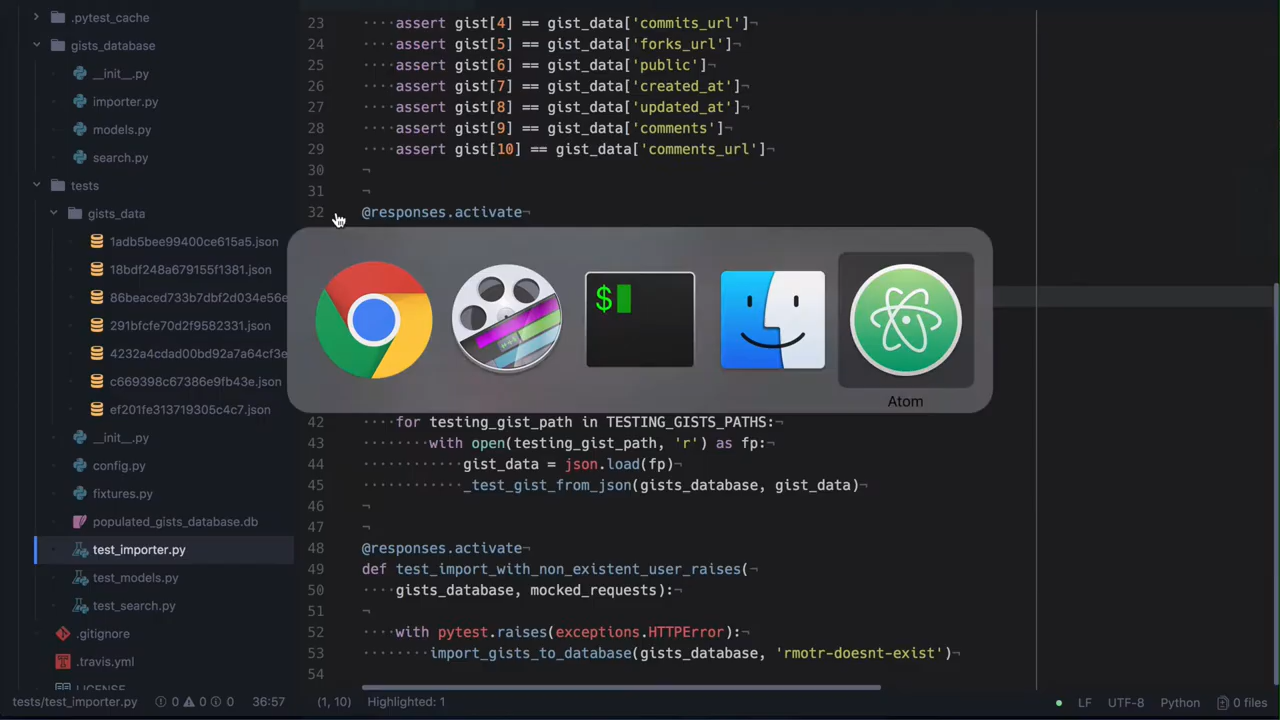 .pytest_cache
gists_database
__init__.py
importer.py
models.py
search.py
tests
gists_data
1adb5bee99400ce615a5.json
18bdf248a679155f1381.json
86beaced733b7dbf2d034e56e
291bfcfe70d2f9582331.json
4232a4cdad00bd92a7a64cf3e
c669398c67386e9fb43e.json
ef201fe313719305c4c7.json
__init__.py
config.py
fixtures.py
populated_gists_database.db
test_importer.py
test_models.py
test_search.py
.gitignore
.travis.yml
LICENSE
23 ····assert gist[4] == gist_data['commits_url']¬
24 ····assert gist[5] == gist_data['forks_url']¬
25 ····assert gist[6] == gist_data['public']¬
26 ····assert gist[7] == gist_data['created_at']¬
27 ····assert gist[8] == gist_data['updated_at']¬
28 ····assert gist[9] == gist_data['comments']¬
29 ····assert gist[10] == gist_data['comments_url']¬
30 ¬
31 ¬
32 @responses.activate¬
$
Atom
42 ····for testing_gist_path in TESTING_GISTS_PATHS:¬
43 ········with open(testing_gist_path, 'r') as fp:¬
44 ············gist_data = json.load(fp)¬
45 ············_test_gist_from_json(gists_database, gist_data)¬
46 ¬
47 ¬
48 @responses.activate¬
49 def test_import_with_non_existent_user_raises(¬
50 ····gists_database, mocked_requests):¬
51 ¬
52 ····with pytest.raises(exceptions.HTTPError):¬
53 ········import_gists_to_database(gists_database, 'rmotr-doesnt-exist')¬
54
tests/test_importer.py 0 0 0 36:57 (1, 10) Highlighted: 1 LF UTF-8 Python 0 files